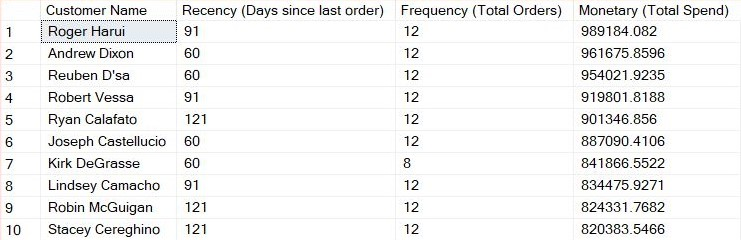 Customer Name Recency (Days since last order) Frequency (Total Orders) Monetary (Total Spend)
1 Roger Harui 91 12 989184.082
2 Andrew Dixon 60 12 961675.8596
3 Reuben D'sa 60 12 954021.9235
4 Robert Vessa 91 12 919801.8188
5 Ryan Calafato 121 12 901346.856
6 Joseph Castellucio 60 12 887090.4106
7 Kirk DeGrasse 60 8 841866.5522
8 Lindsey Camacho 91 12 834475.9271
9 Robin McGuigan 121 12 824331.7682
10 Stacey Cereghino 121 12 820383.5466